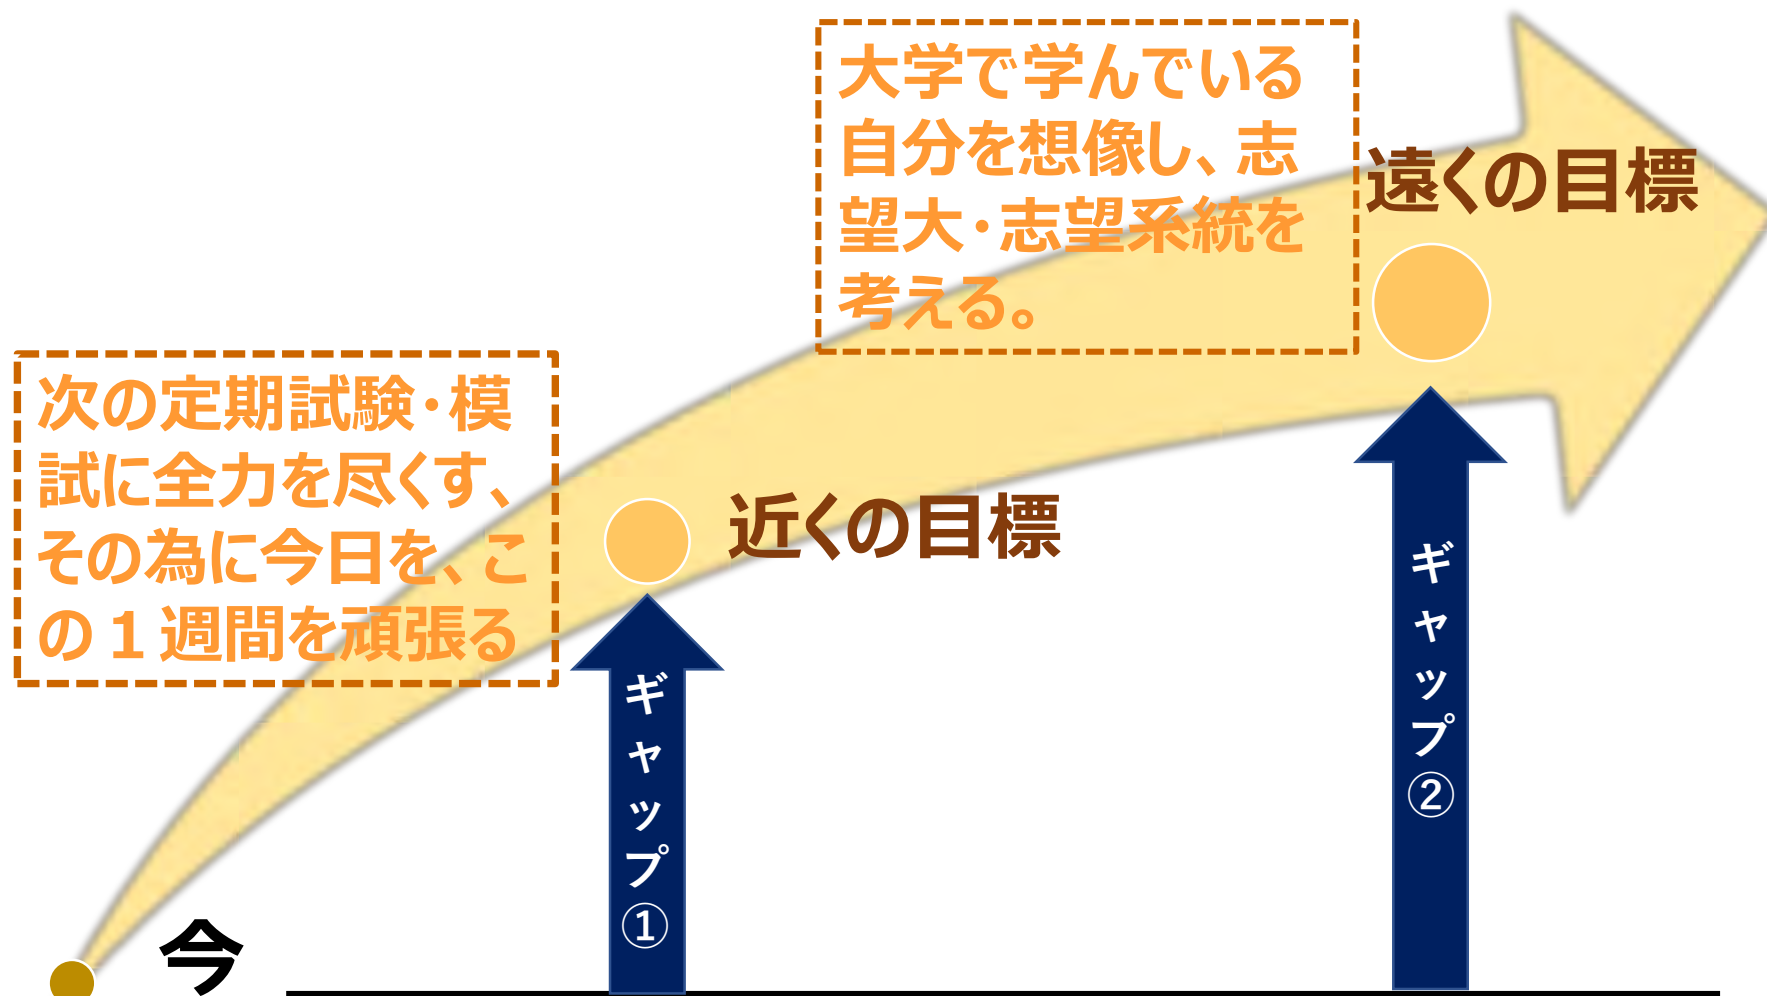 大学で学んでいる
自分を想像し、志
望大・志望系統を
考える。
遠くの目標
次の定期試験・模
試に全力を尽くす、
その為に今日を、こ
の1週間を頑張る
近くの目標
ギャップ①
ギャップ②
今